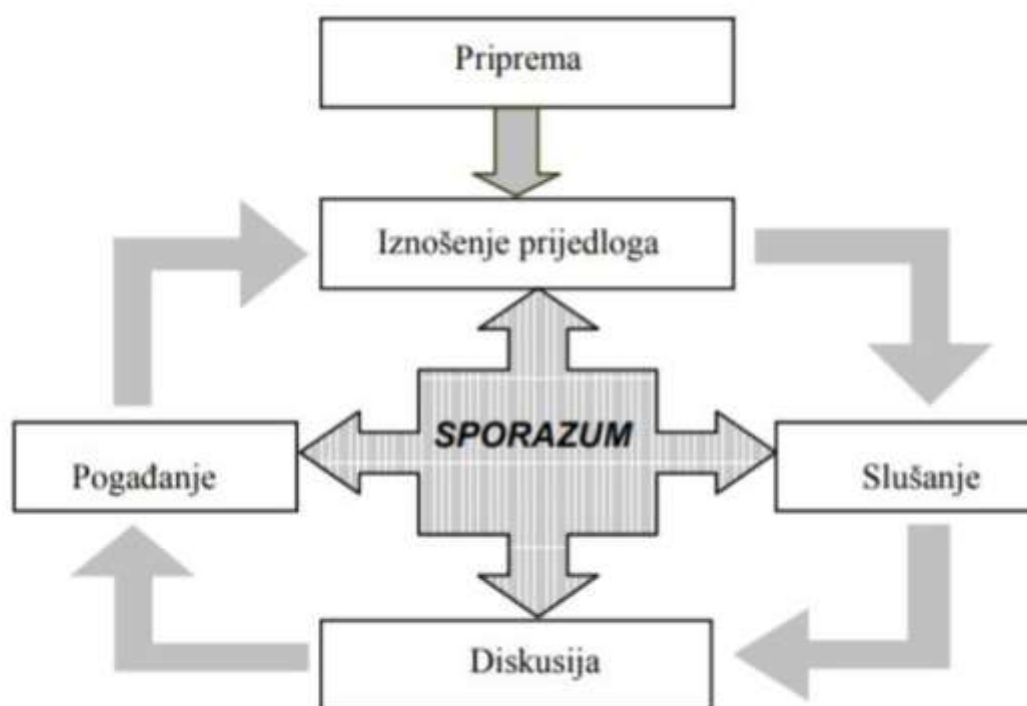 Priprema
Iznošenje prijedloga
SPORAZUM
Pogađanje
Slušanje
Diskusija